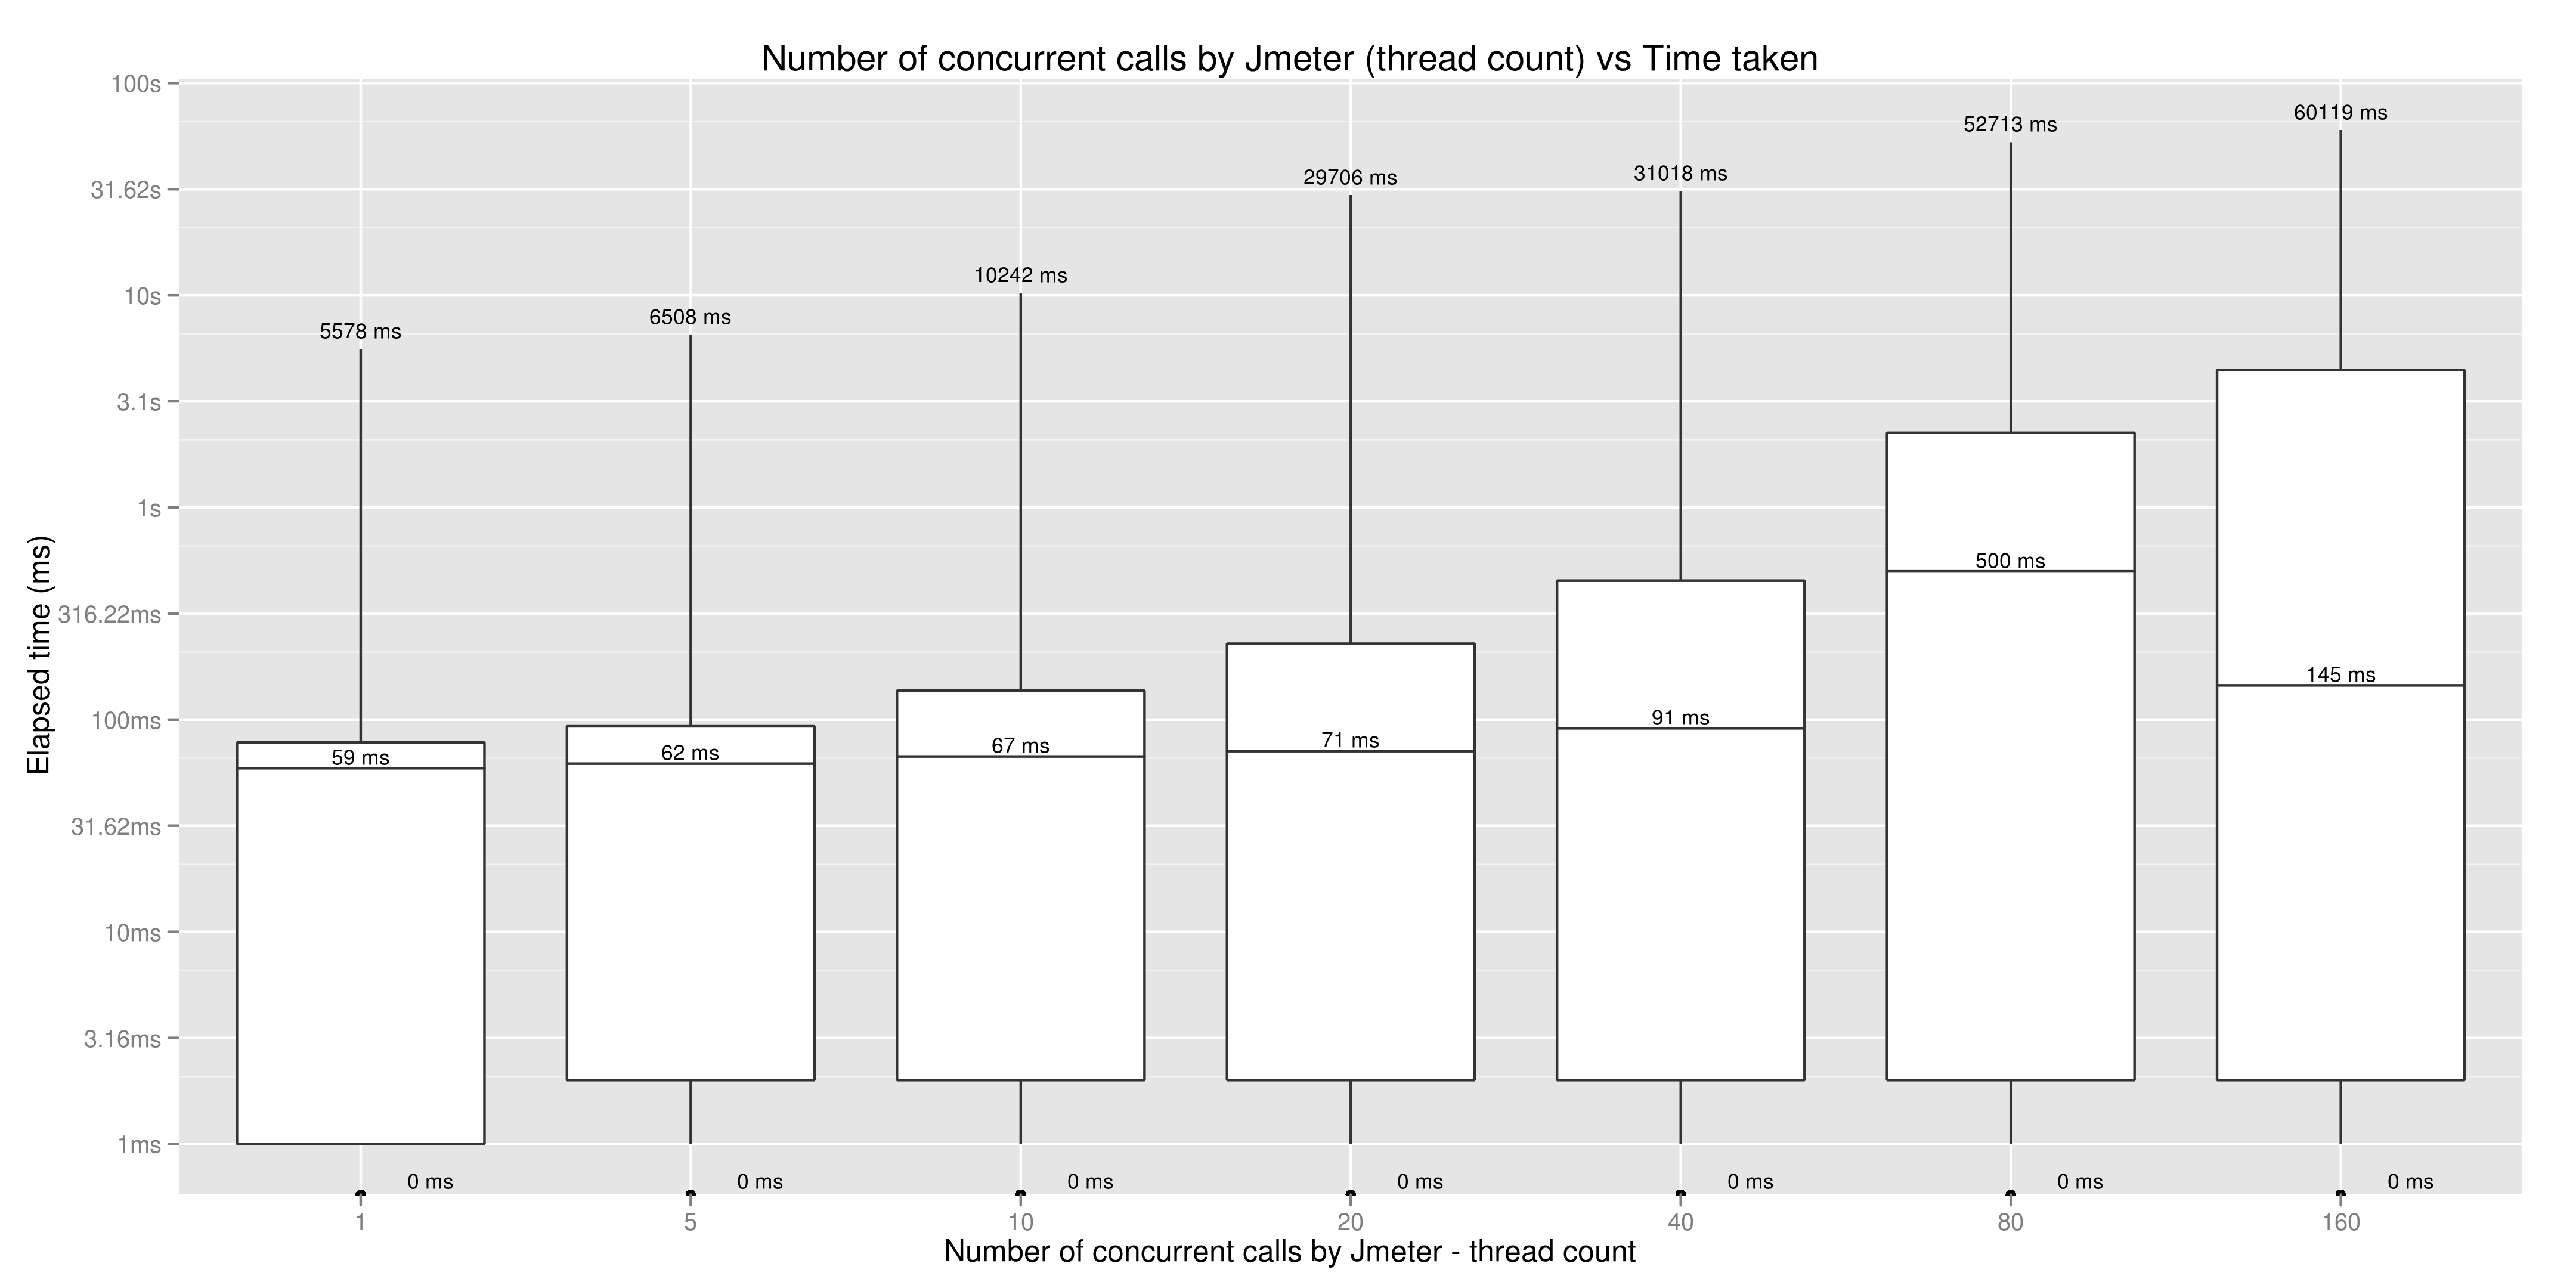 Number of concurrent calls by Jmeter (thread count) vs Time taken
100s
31.62s
10s
3.1s
1s
316.22ms
100ms
31.62ms
10ms
3.16ms
1ms
Elapsed time (ms)
5578 ms
6508 ms
10242 ms
29706 ms
31018 ms
52713 ms
60119 ms
59 ms
62 ms
67 ms
71 ms
91 ms
500 ms
145 ms
0 ms
0 ms
0 ms
0 ms
0 ms
0 ms
0 ms
1
5
10
20
40
80
160
Number of concurrent calls by Jmeter - thread count